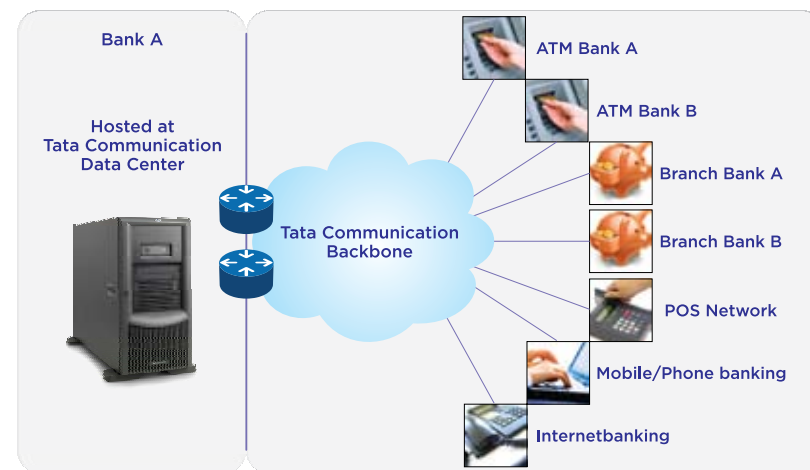 Bank A
Hosted at
Tata Communication
Data Center
Tata Communication
Backbone
ATM Bank A
ATM Bank B
Branch Bank A
Branch Bank B
POS Network
Mobile/Phone banking
Internetbanking